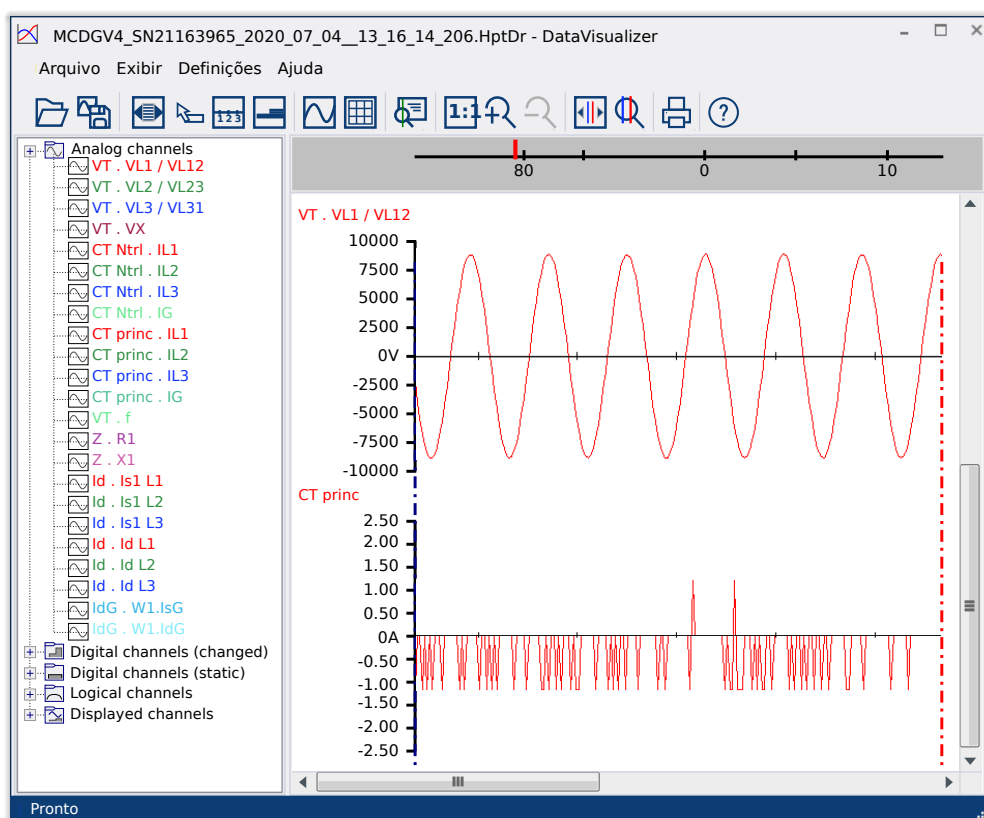 MCDGV4_SN21163965_2020_07_04__13_16_14_206.HptDr - DataVisualizer
Arquivo Exibir Definições Ajuda
1 2 3
1:1
?
Analog channels
VT . VL1 / VL12
VT . VL2 / VL23
VT . VL3 / VL31
VT . VX
CT Ntrl . IL1
CT Ntrl . IL2
CT Ntrl . IL3
CT Ntrl . IG
CT princ . IL1
CT princ . IL2
CT princ . IL3
CT princ . IG
VT . f
Z . R1
Z . X1
Id . Is1 L1
Id . Is1 L2
Id . Is1 L3
Id . Id L1
Id . Id L2
Id . Id L3
IdG . W1.IsG
IdG . W1.IdG
Digital channels (changed)
Digital channels (static)
Logical channels
Displayed channels
80 0 10
VT . VL1 / VL12
10000
7500
5000
2500
0V
-2500
-5000
-7500
-10000
CT princ
2.50
2.00
1.50
1.00
0.50
0A
-0.50
-1.00
-1.50
-2.00
-2.50
Pronto